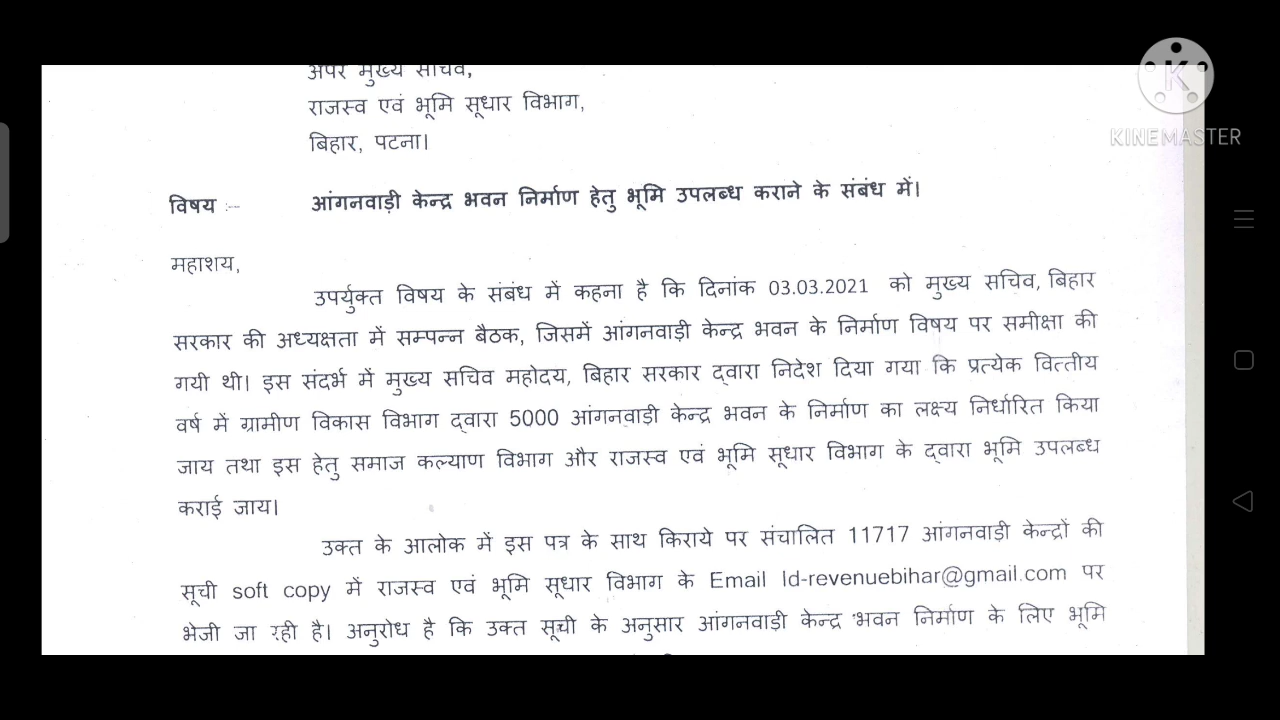 अपर मुख्य सचिव,
राजस्व एवं भूमि सूधार विभाग,
बिहार, पटना।
विषय :-- आंगनवाड़ी केन्द्र भवन निर्माण हेतु भूमि उपलब्ध कराने के संबंध में।
महाशय,
उपर्युक्त विषय के संबंध में कहना है कि दिनांक 03.03.2021 को मुख्य सचिव, बिहार
सरकार की अध्यक्षता में सम्पन्न बैठक, जिसमें आंगनवाड़ी केन्द्र भवन के निर्माण विषय पर समीक्षा की
गयी थी। इस संदर्भ में मुख्य सचिव महोदय, बिहार सरकार द्वारा निदेश दिया गया कि प्रत्येक वित्तीय
वर्ष में ग्रामीण विकास विभाग द्वारा 5000 आंगनवाड़ी केन्द्र भवन के निर्माण का लक्ष्य निर्धारित किया
जाय तथा इस हेतु समाज कल्याण विभाग और राजस्व एवं भूमि सूधार विभाग के द्वारा भूमि उपलब्ध
कराई जाय।
उक्त के आलोक में इस पत्र के साथ किराये पर संचालित 11717 आंगनवाड़ी केन्द्रों की
सूची soft copy में राजस्व एवं भूमि सूधार विभाग के Email Id-revenuebihar@gmail.com पर
भेजी जा रही है। अनुरोध है कि उक्त सूची के अनुसार आंगनवाड़ी केन्द्र भवन निर्माण के लिए भूमि
KINEMASTER